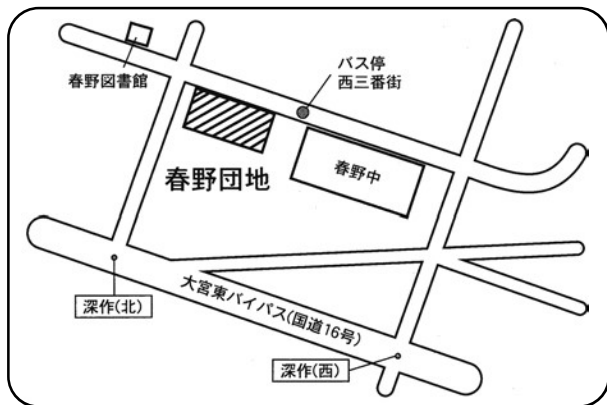 バス停
西三番街
春野図書館
春野中
春野団地
大宮東バイパス(国道16号)
深作(北)
深作(西)